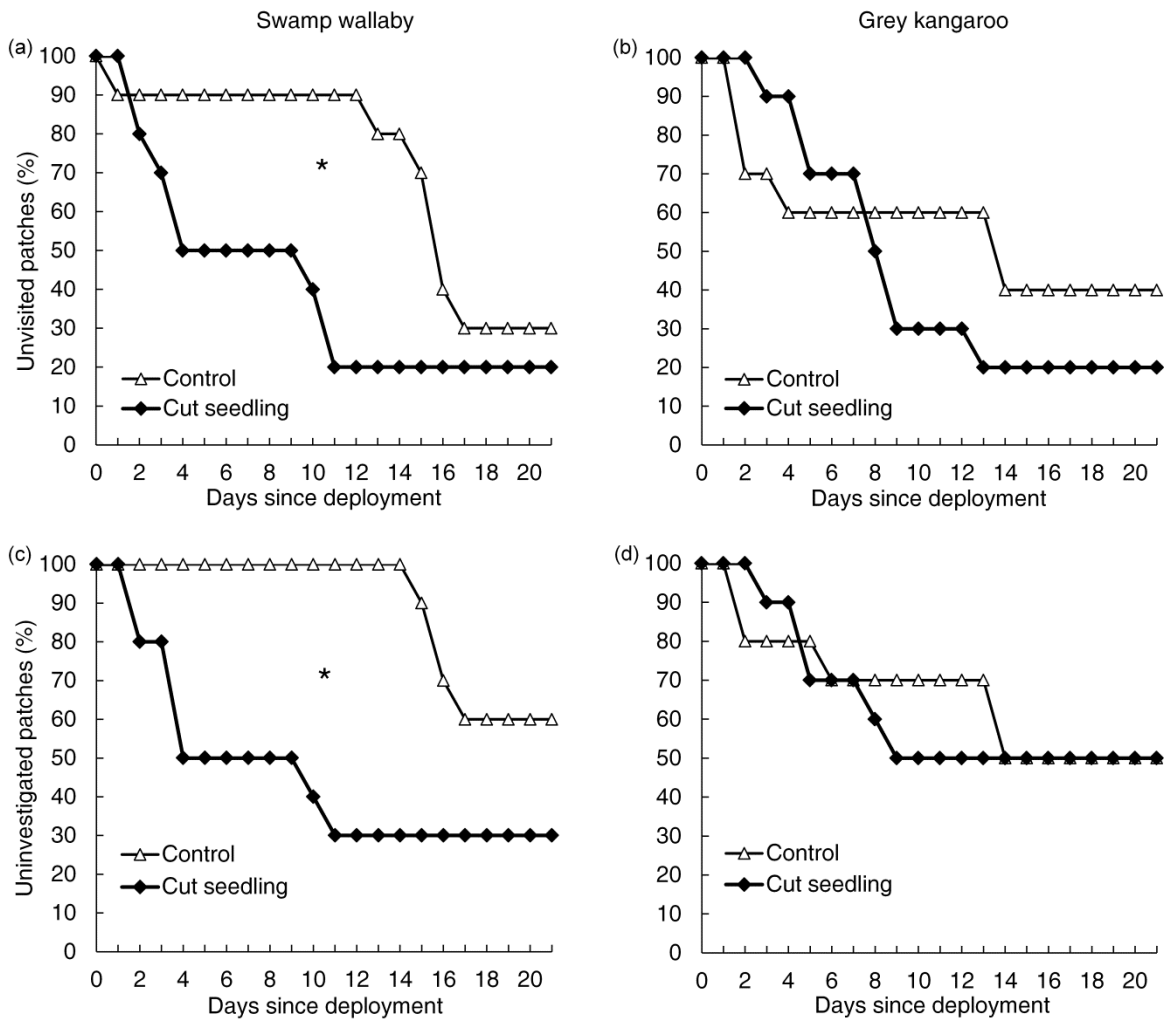 Swamp wallaby
Grey kangaroo
(a)
100
90
80
70
60
50
40
30
20
10
0
Unvisited patches (%)
*
Control
Cut seedling
0 2 4 6 8 10 12 14 16 18 20
Days since deployment
(b)
100
90
80
70
60
50
40
30
20
10
0
Control
Cut seedling
0 2 4 6 8 10 12 14 16 18 20
Days since deployment
(c)
100
90
80
70
60
50
40
30
20
10
0
Uninvestigated patches (%)
*
Control
Cut seedling
0 2 4 6 8 10 12 14 16 18 20
Days since deployment
(d)
100
90
80
70
60
50
50
30
20
10
0
Control
Cut seedling
0 2 4 6 8 10 12 14 16 18 20
Days since deployment